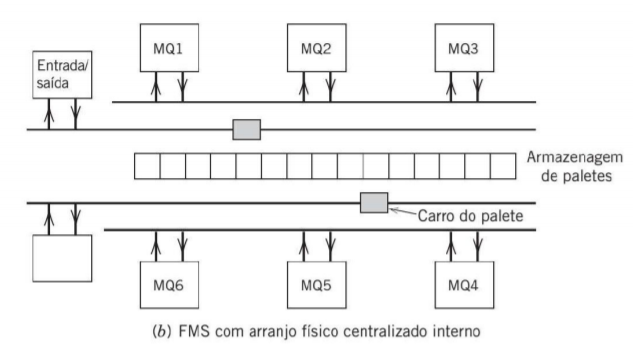 MQ1
MQ2
MQ3
Entrada/
saída
Armazenagem
de paletes
Carro do palete
MQ6
MQ5
MQ4
(b) FMS com arranjo físico centralizado interno